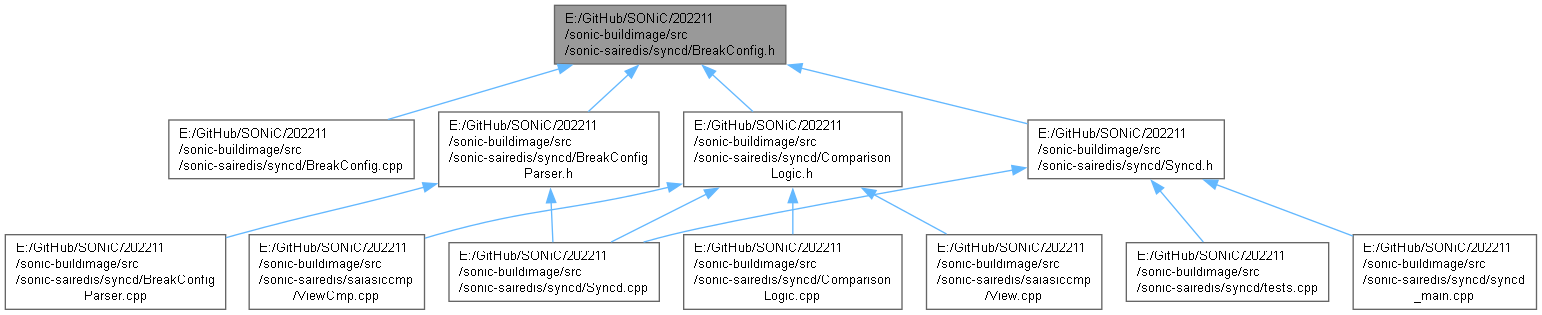 E:/GitHub/SONiC/202211
/sonic-buildimage/src
/sonic-sairedis/syncd/BreakConfig.h
E:/GitHub/SONiC/202211
/sonic-buildimage/src
/sonic-sairedis/syncd/BreakConfig.cpp
E:/GitHub/SONiC/202211
/sonic-buildimage/src
/sonic-sairedis/syncd/BreakConfig
Parser.h
E:/GitHub/SONiC/202211
/sonic-buildimage/src
/sonic-sairedis/syncd/Comparison
Logic.h
E:/GitHub/SONiC/202211
/sonic-buildimage/src
/sonic-sairedis/syncd/Syncd.h
E:/GitHub/SONiC/202211
/sonic-buildimage/src
/sonic-sairedis/syncd/BreakConfig
Parser.cpp
E:/GitHub/SONiC/202211
/sonic-buildimage/src
/sonic-sairedis/saiasiccmp
/ViewCmp.cpp
E:/GitHub/SONiC/202211
/sonic-buildimage/src
/sonic-sairedis/syncd/Syncd.cpp
E:/GitHub/SONiC/202211
/sonic-buildimage/src
/sonic-sairedis/syncd/Comparison
Logic.cpp
E:/GitHub/SONiC/202211
/sonic-buildimage/src
/sonic-sairedis/saiasiccmp
/View.cpp
E:/GitHub/SONiC/202211
/sonic-buildimage/src
/sonic-sairedis/syncd/tests.cpp
E:/GitHub/SONiC/202211
/sonic-buildimage/src
/sonic-sairedis/syncd/syncd
_main.cpp